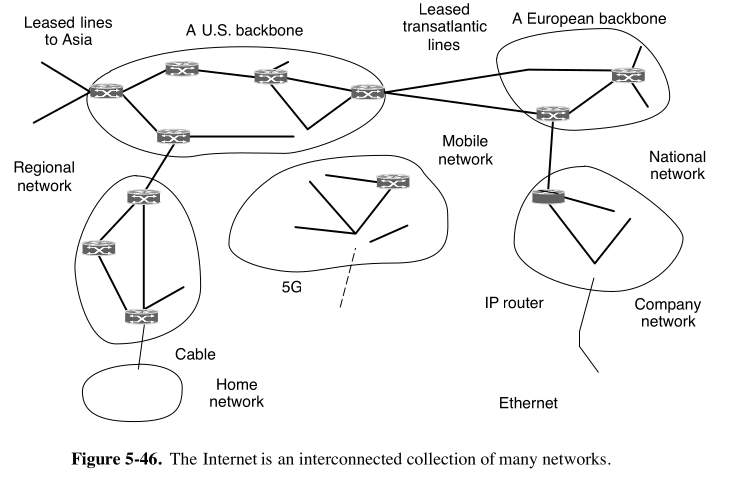 Leased lines
to Asia
A U.S. backbone
Leased
transatlantic
lines
A European backbone
Regional
network
Mobile
network
National
network
5G
IP router
Company
network
Cable
Home
network
Ethernet
Figure 5-46. The Internet is an interconnected collection of many networks.